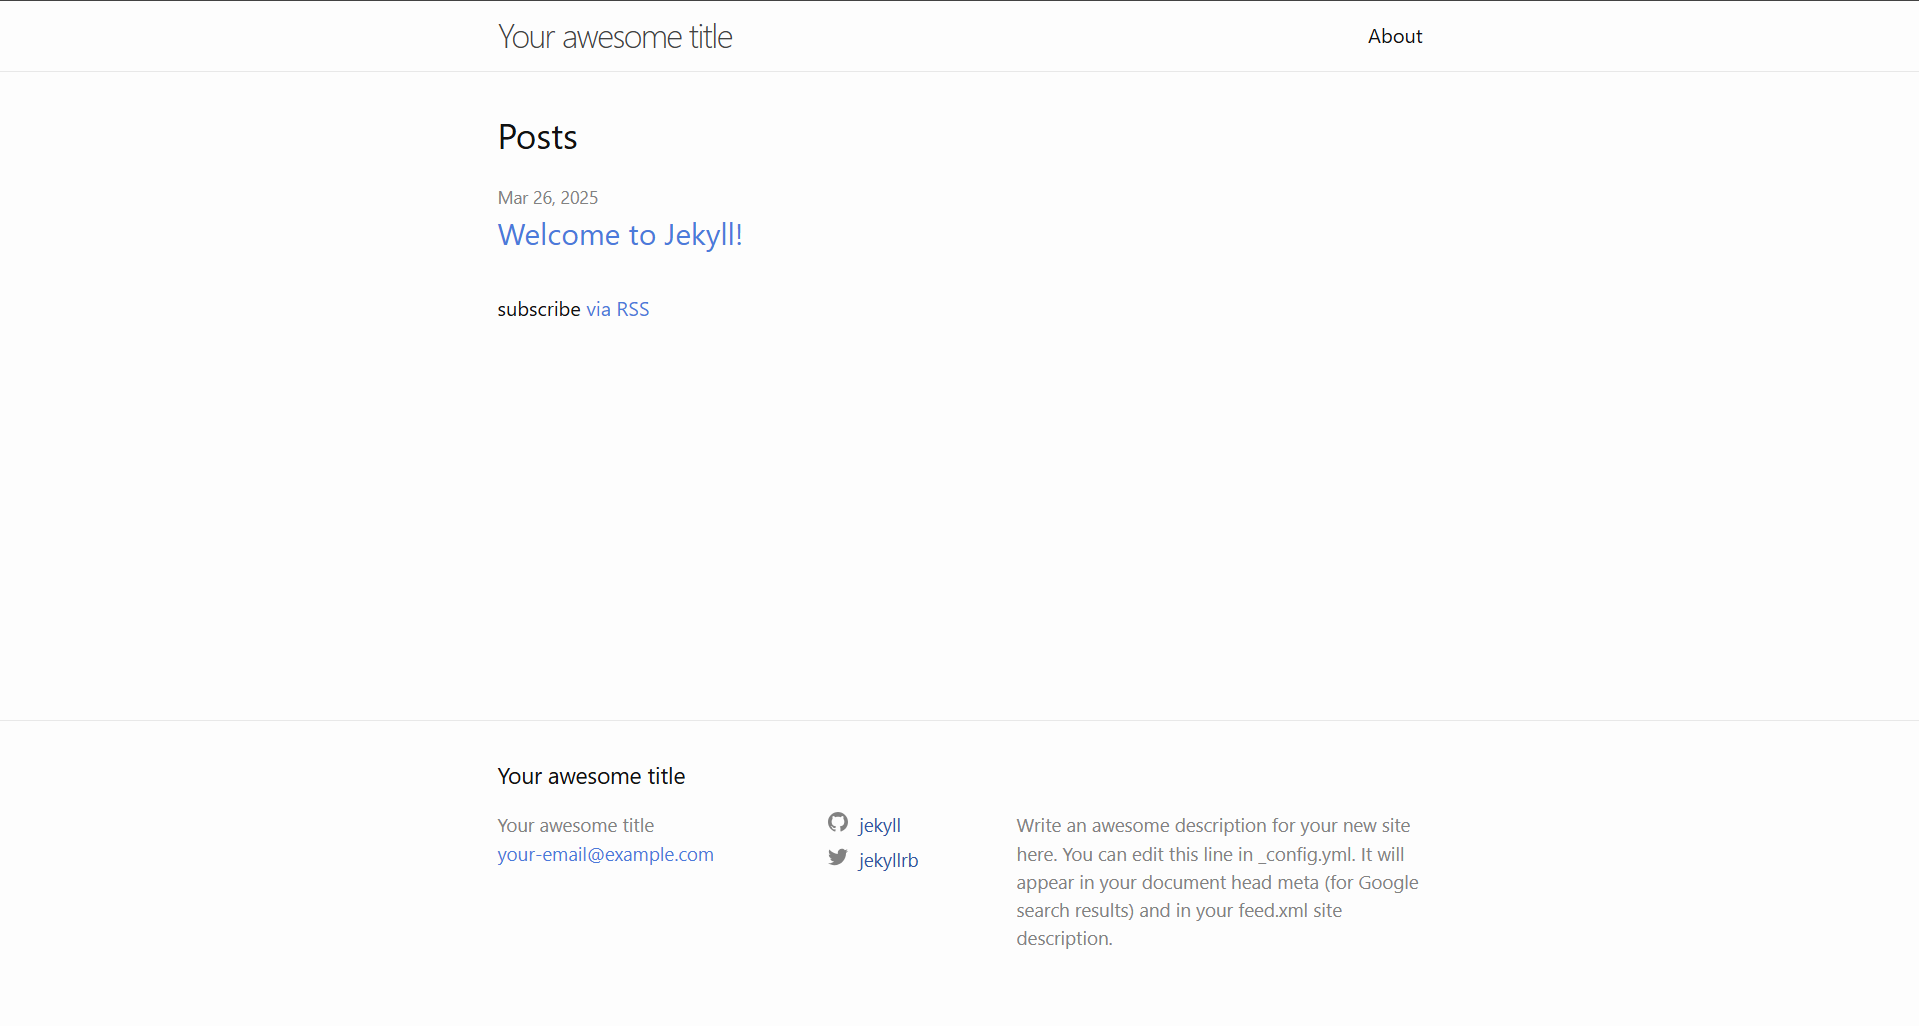 Your awesome title
About
Posts
Mar 26, 2025
Welcome to Jekyll!
subscribe via RSS
Your awesome title
Your awesome title
your-email@example.com
jekyll
jekyllrb
Write an awesome description for your new site
here. You can edit this line in _config.yml. It will
appear in your document head meta (for Google
search results) and in your feed.xml site
description.